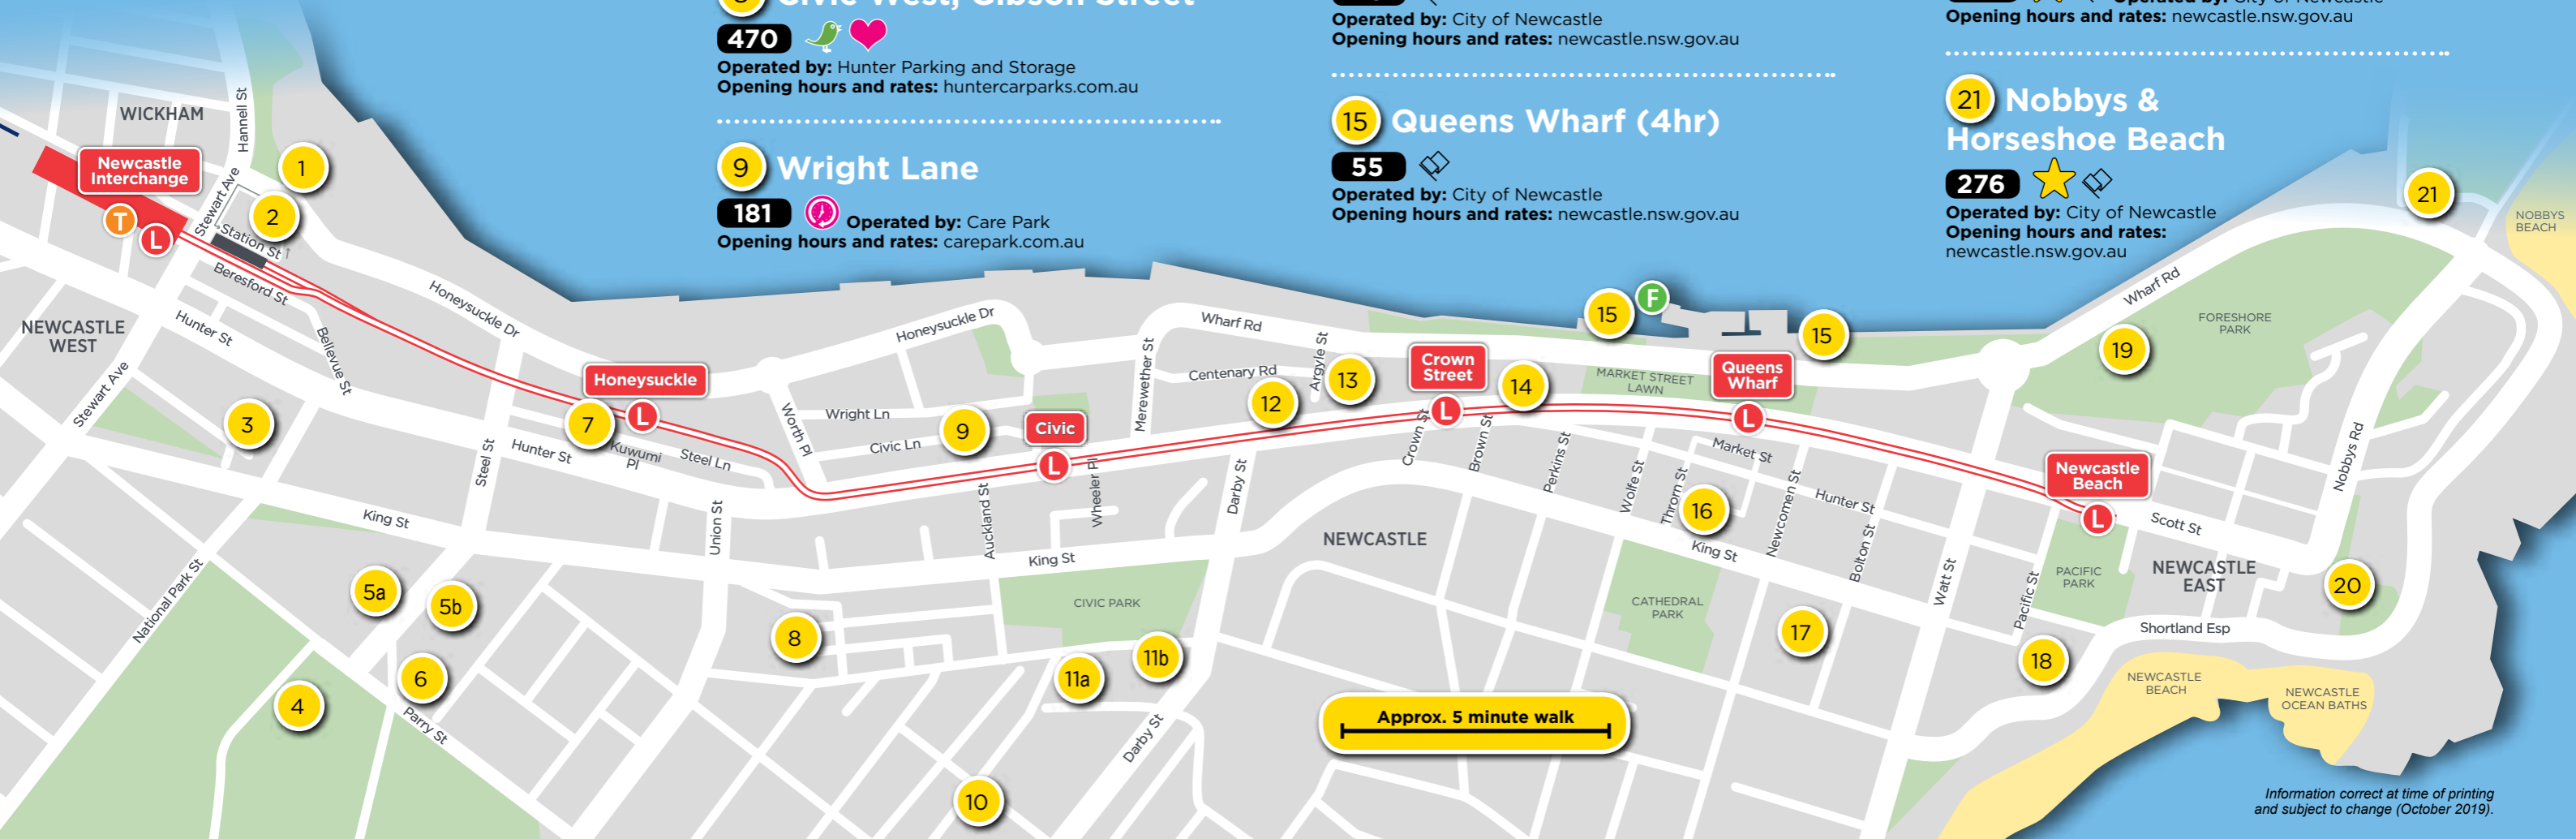 Civic West, Gibson Street
470
Operated by: Hunter Parking and Storage
Opening hours and rates: huntercarparks.com.au
9 Wright Lane
181
Operated by: Care Park
Opening hours and rates: carepark.com.au
Operated by: City of Newcastle
Opening hours and rates: newcastle.nsw.gov.au
15 Queens Wharf (4hr)
55
Operated by: City of Newcastle
Opening hours and rates: newcastle.nsw.gov.au
Operated by: City of Newcastle
Opening hours and rates: newcastle.nsw.gov.au
21 Nobbys &
Horseshoe Beach
276
Operated by: City of Newcastle
Opening hours and rates:
newcastle.nsw.gov.au
WICKHAM
Hannell St
Newcastle
Interchange
T
L
1
2
Stewart Ave
Station St
Beresford St
Honeysuckle Dr
NEWCASTLE
WEST
Hunter St
Bellevue St
Stewart Ave
3
Honeysuckle
L
7
Steel St
Hunter St
Kuwumi
Pl
Steel Ln
King St
Union St
National Park St
5a
5b
6
4
Parry St
8
Honeysuckle Dr
Worth Pl
Wright Ln
Civic Ln
9
Civic
L
Auckland St
Wheeler Pl
King St
CIVIC PARK
11a
11b
10
Darby St
Merewether St
Wharf Rd
Centenary Rd
Argyle St
12
13
Darby St
Crown
Street
L
14
Crown St
Brown St
NEWCASTLE
Approx. 5 minute walk
15
F
15
MARKET STREET
LAWN
Queens
Wharf
L
Perkins St
Wolfe St
Thorn St
Market St
Newcomen St
Hunter St
16
King St
Bolton St
CATHEDRAL
PARK
17
Watt St
Newcastle
Beach
L
Scott St
Pacific St
PACIFIC
PARK
NEWCASTLE
EAST
18
Shortland Esp
20
Nobbys Rd
19
Wharf Rd
FORESHORE
PARK
21
NOBBYS
BEACH
NEWCASTLE
BEACH
NEWCASTLE
OCEAN BATHS
Information correct at time of printing
and subject to change (October 2019).